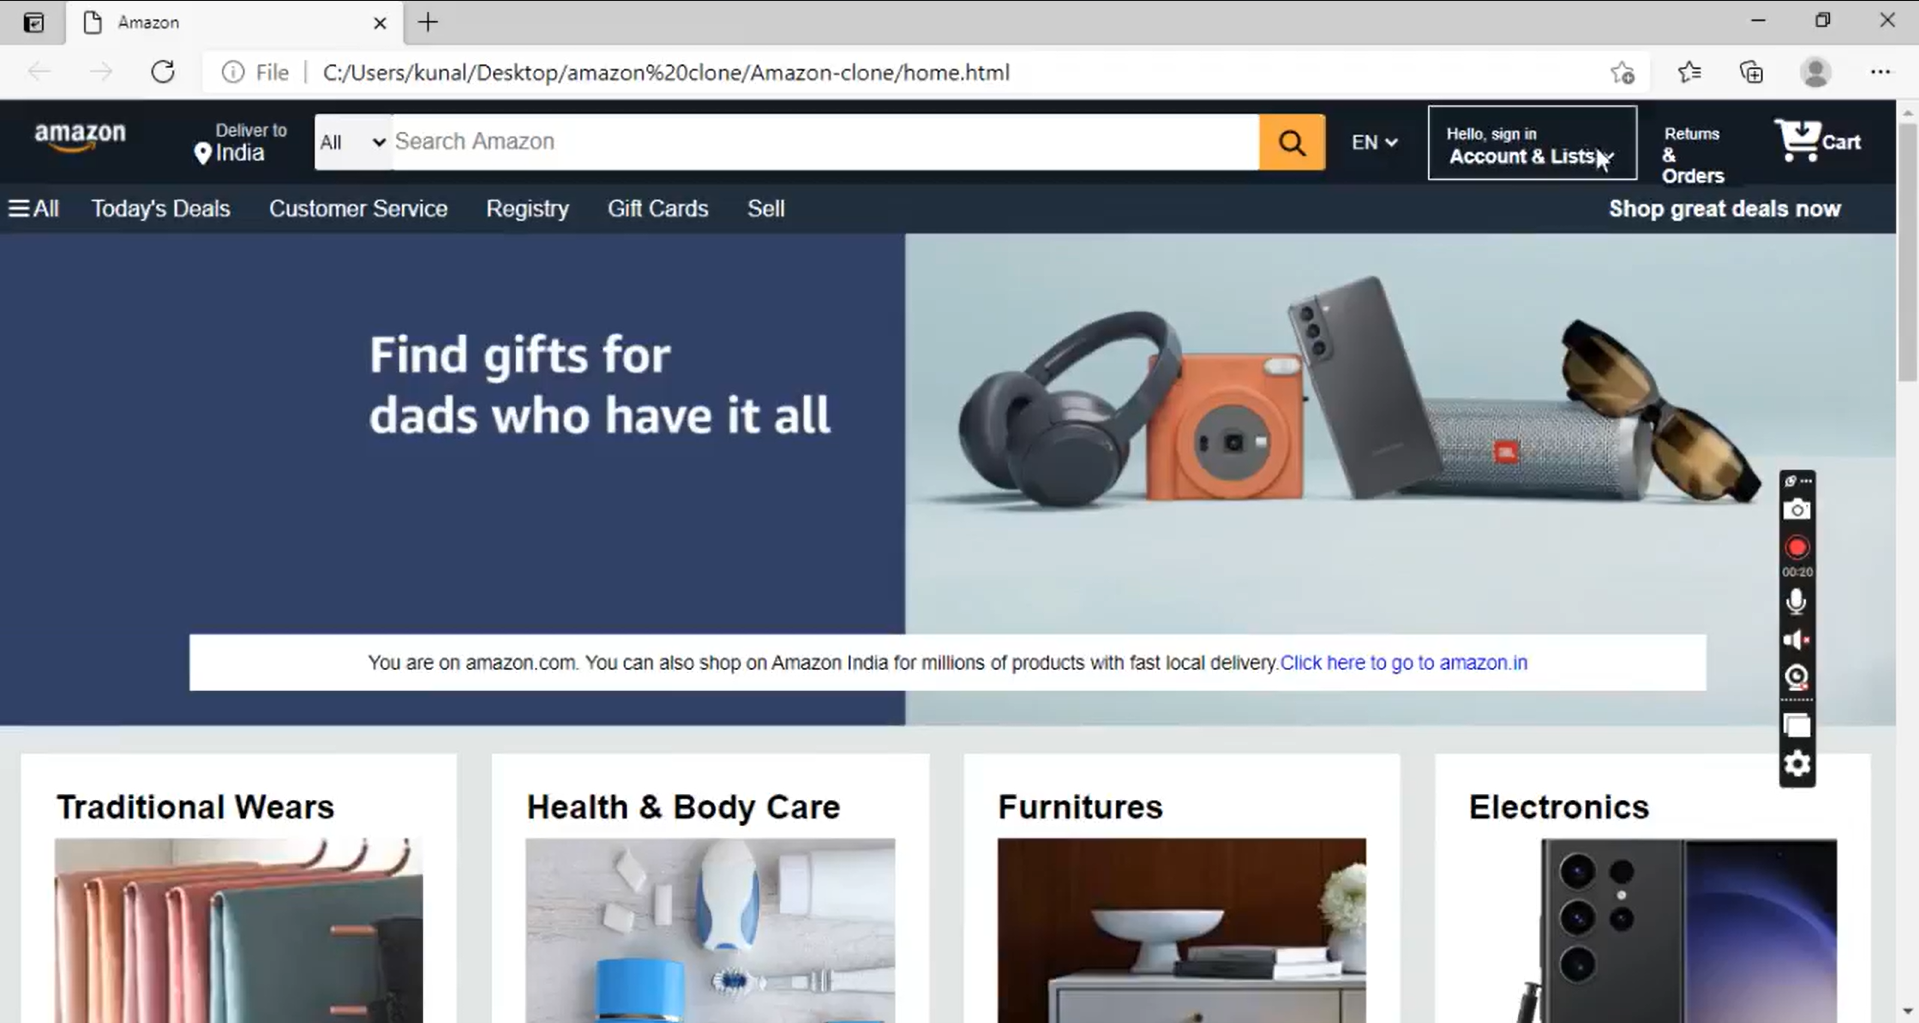 Amazon
File
C:/Users/kunal/Desktop/amazon%20clone/Amazon-clone/home.html
amazon
Deliver to
India
All
Search Amazon
EN
Hello, sign in
Account & Lists
Returns
&
Orders
Cart
All
Today's Deals
Customer Service
Registry
Gift Cards
Sell
Shop great deals now
Find gifts for
dads who have it all
JBL
00:20
You are on amazon.com. You can also shop on Amazon India for millions of products with fast local delivery.Click here to go to amazon.in
Traditional Wears
Health & Body Care
Furnitures
Electronics